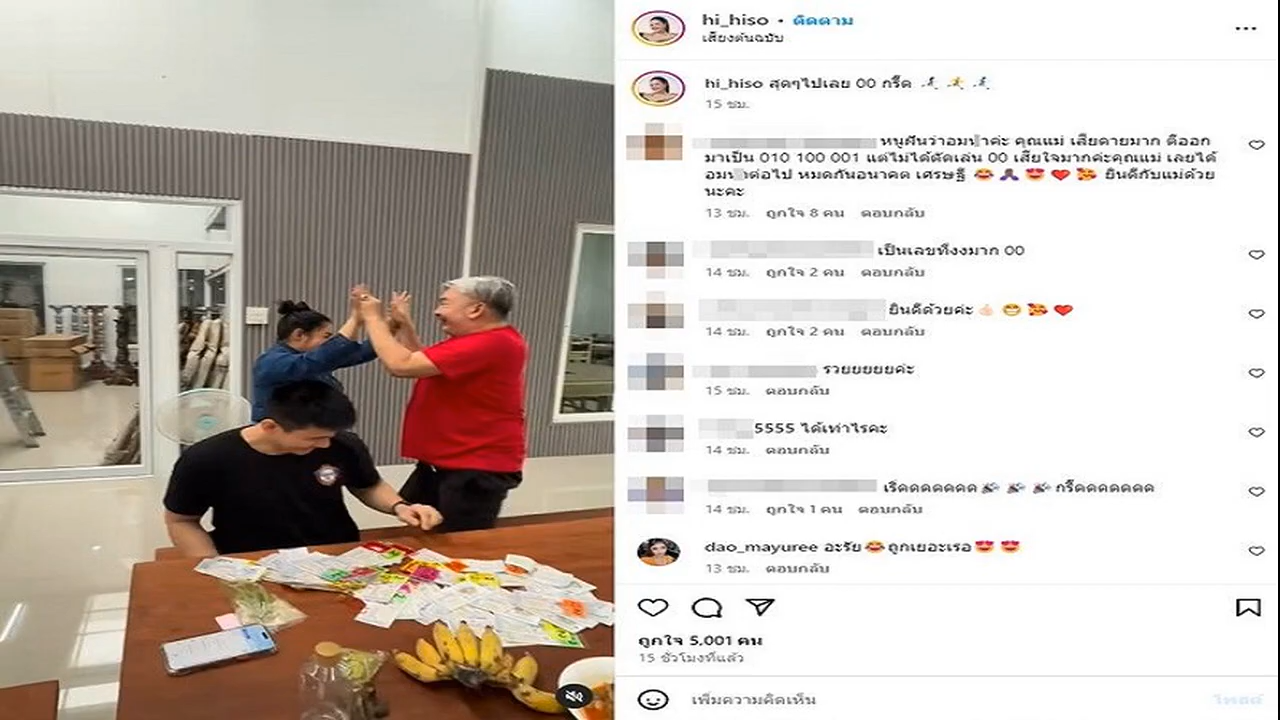 hi_hiso • ติดตาม
เสียงต้นฉบับ
hi_hiso สุดๆไปเลย 00 กรี๊ด 🏃🏻 🏃 🏃🏻
15 ชม.
หนูฝันว่าอม ำค่ะ คุณแม่ เสียดายมาก ตีออก
มาเป็น 010 100 001 แต่ไม่ได้ตัดเล่น 00 เสียใจมากค่ะคุณแม่ เลยได้
ต่อไป หมดกันอนาคต เศรษฐี 😂 🙏🏾 😍 ❤️ 🥰 ยินดีกับแม่ด้วย
นะคะ
13 ชม. ถูกใจ 8 คน ตอบกลับ
เป็นเลขที่งงมาก 00
14 ชม. ถูกใจ 2 คน ตอบกลับ
ยินดีด้วยค่ะ👍🏻 😁 🥰 ❤️
14 ชม. ถูกใจ 2 คน ตอบกลับ
รวยยยยยค่ะ
15 ชม. ตอบกลับ
5555 ได้เท่าไรคะ
14 ชม. ตอบกลับ
เริ่ดดดดดดด🎉 🎉 🎉กรี๊ดดดดดดด
14 ชม. ถูกใจ 1 คน ตอบกลับ
dao_mayuree อะรัย😂ถูกเยอะเรอ😍 😍
13 ชม. ตอบกลับ
ถูกใจ 5,001 คน
15 ชั่วโมงที่แล้ว
เพิ่มความคิดเห็น
โพสต์